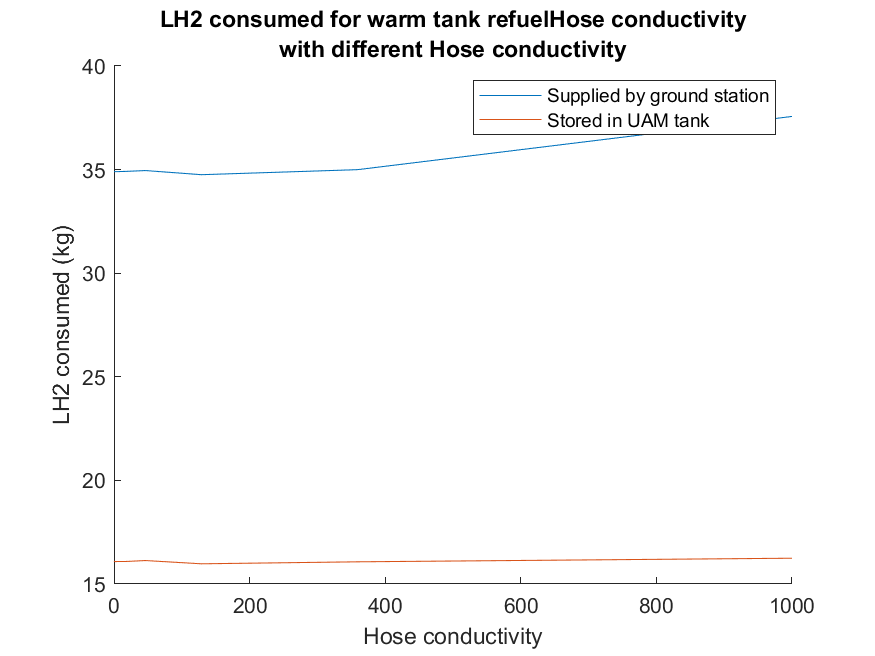 LH2 consumed for warm tank refuelHose conductivity
with different Hose conductivity
40
35
30
25
20
15
0
200
400
600
800
1000
LH2 consumed (kg)
Hose conductivity
Supplied by ground station
Stored in UAM tank